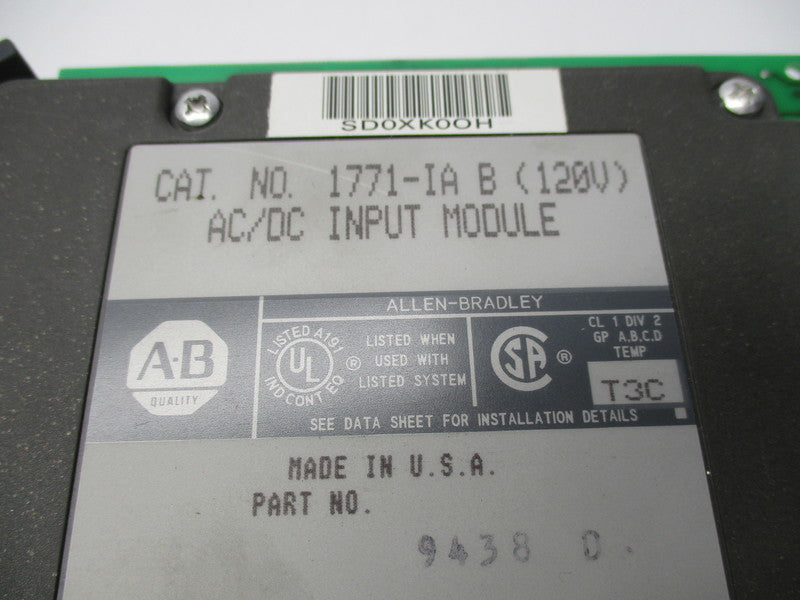 SD0XK0OH
CAT. NO. 1771-IA B (120V)
AC/DC INPUT MODULE
ALLEN-BRADLEY
A-B
QUALITY
LISTED A191
UL
IND CONT EQ
®
LISTED WHEN
USED WITH
LISTED SYSTEM
SA
®
CL 1 DIV 2
GP A.B.C.D
TEMP
T3C
SEE DATA SHEET FOR INSTALLATION DETAILS
MADE IN U.S.A.
PART NO.
9438 D.